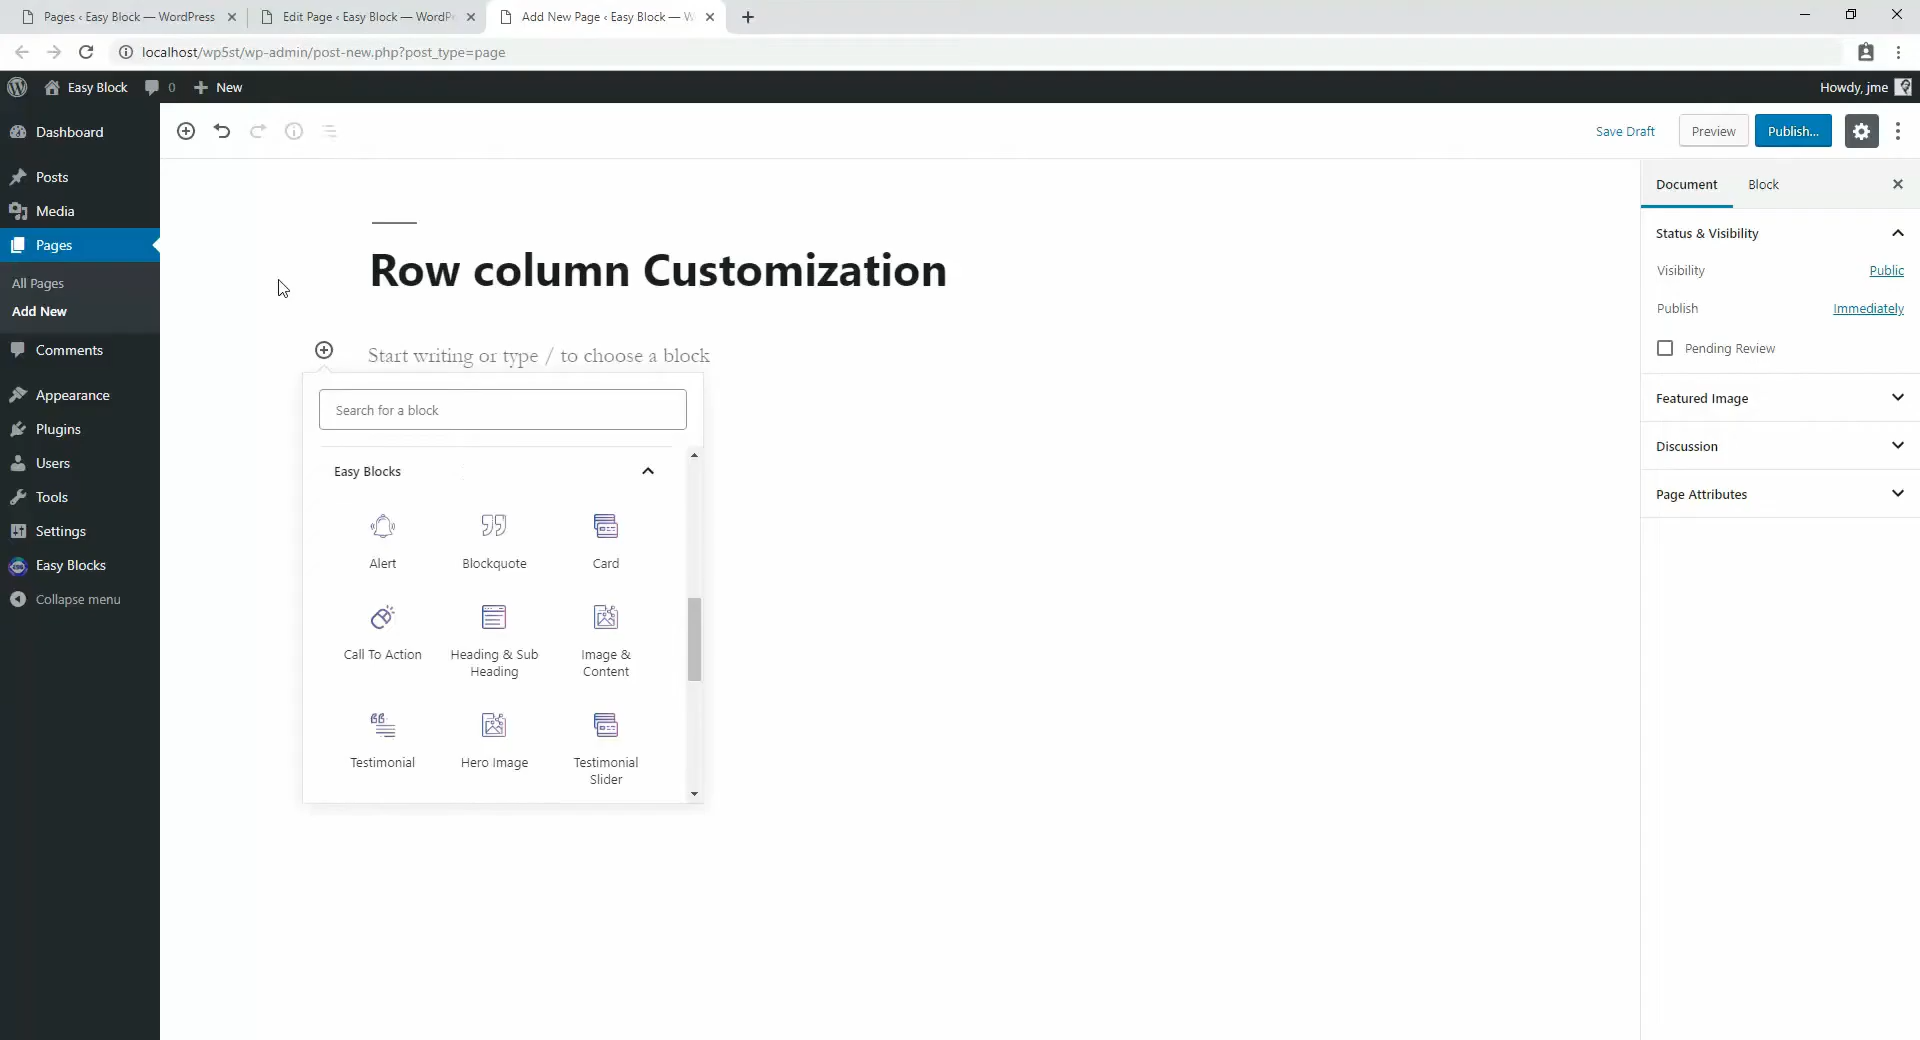 Pages ‹ Easy Block — WordPress
Edit Page ‹ Easy Block — WordPr
Add New Page ‹ Easy Block — W
localhost/wp5st/wp-admin/post-new.php?post_type=page
Easy Block
0
New
Howdy, jme
Dashboard
Posts
Media
Pages
All Pages
Add New
Comments
Appearance
Plugins
Users
Tools
Settings
Easy Blocks
Collapse menu
Save Draft
Preview
Publish...
Row column Customization
Start writing or type / to choose a block
Search for a block
Easy Blocks
Alert
Blockquote
Card
Call To Action
Heading & Sub
Heading
Image &
Content
Testimonial
Hero Image
Testimonial
Slider
Document
Block
Status & Visibility
Visibility
Public
Publish
Immediately
Pending Review
Featured Image
Discussion
Page Attributes